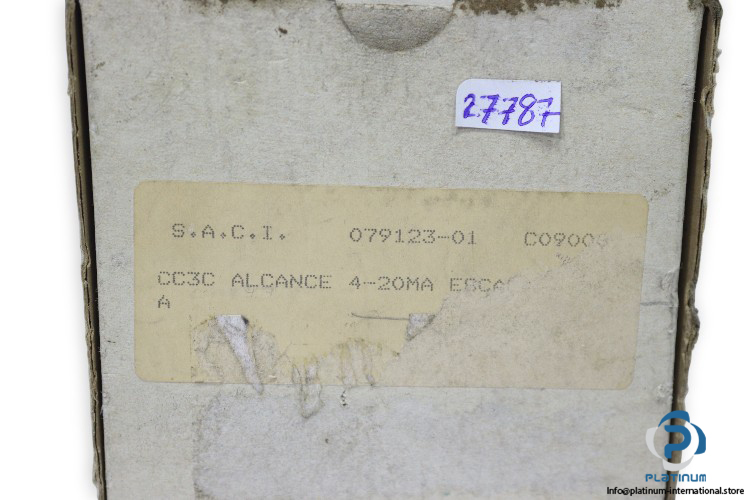 27787
S.A.C.I. 079123-01
CC3C ALCANCE 4-20MA
A
PLATINUM
Info@platinum-international.store